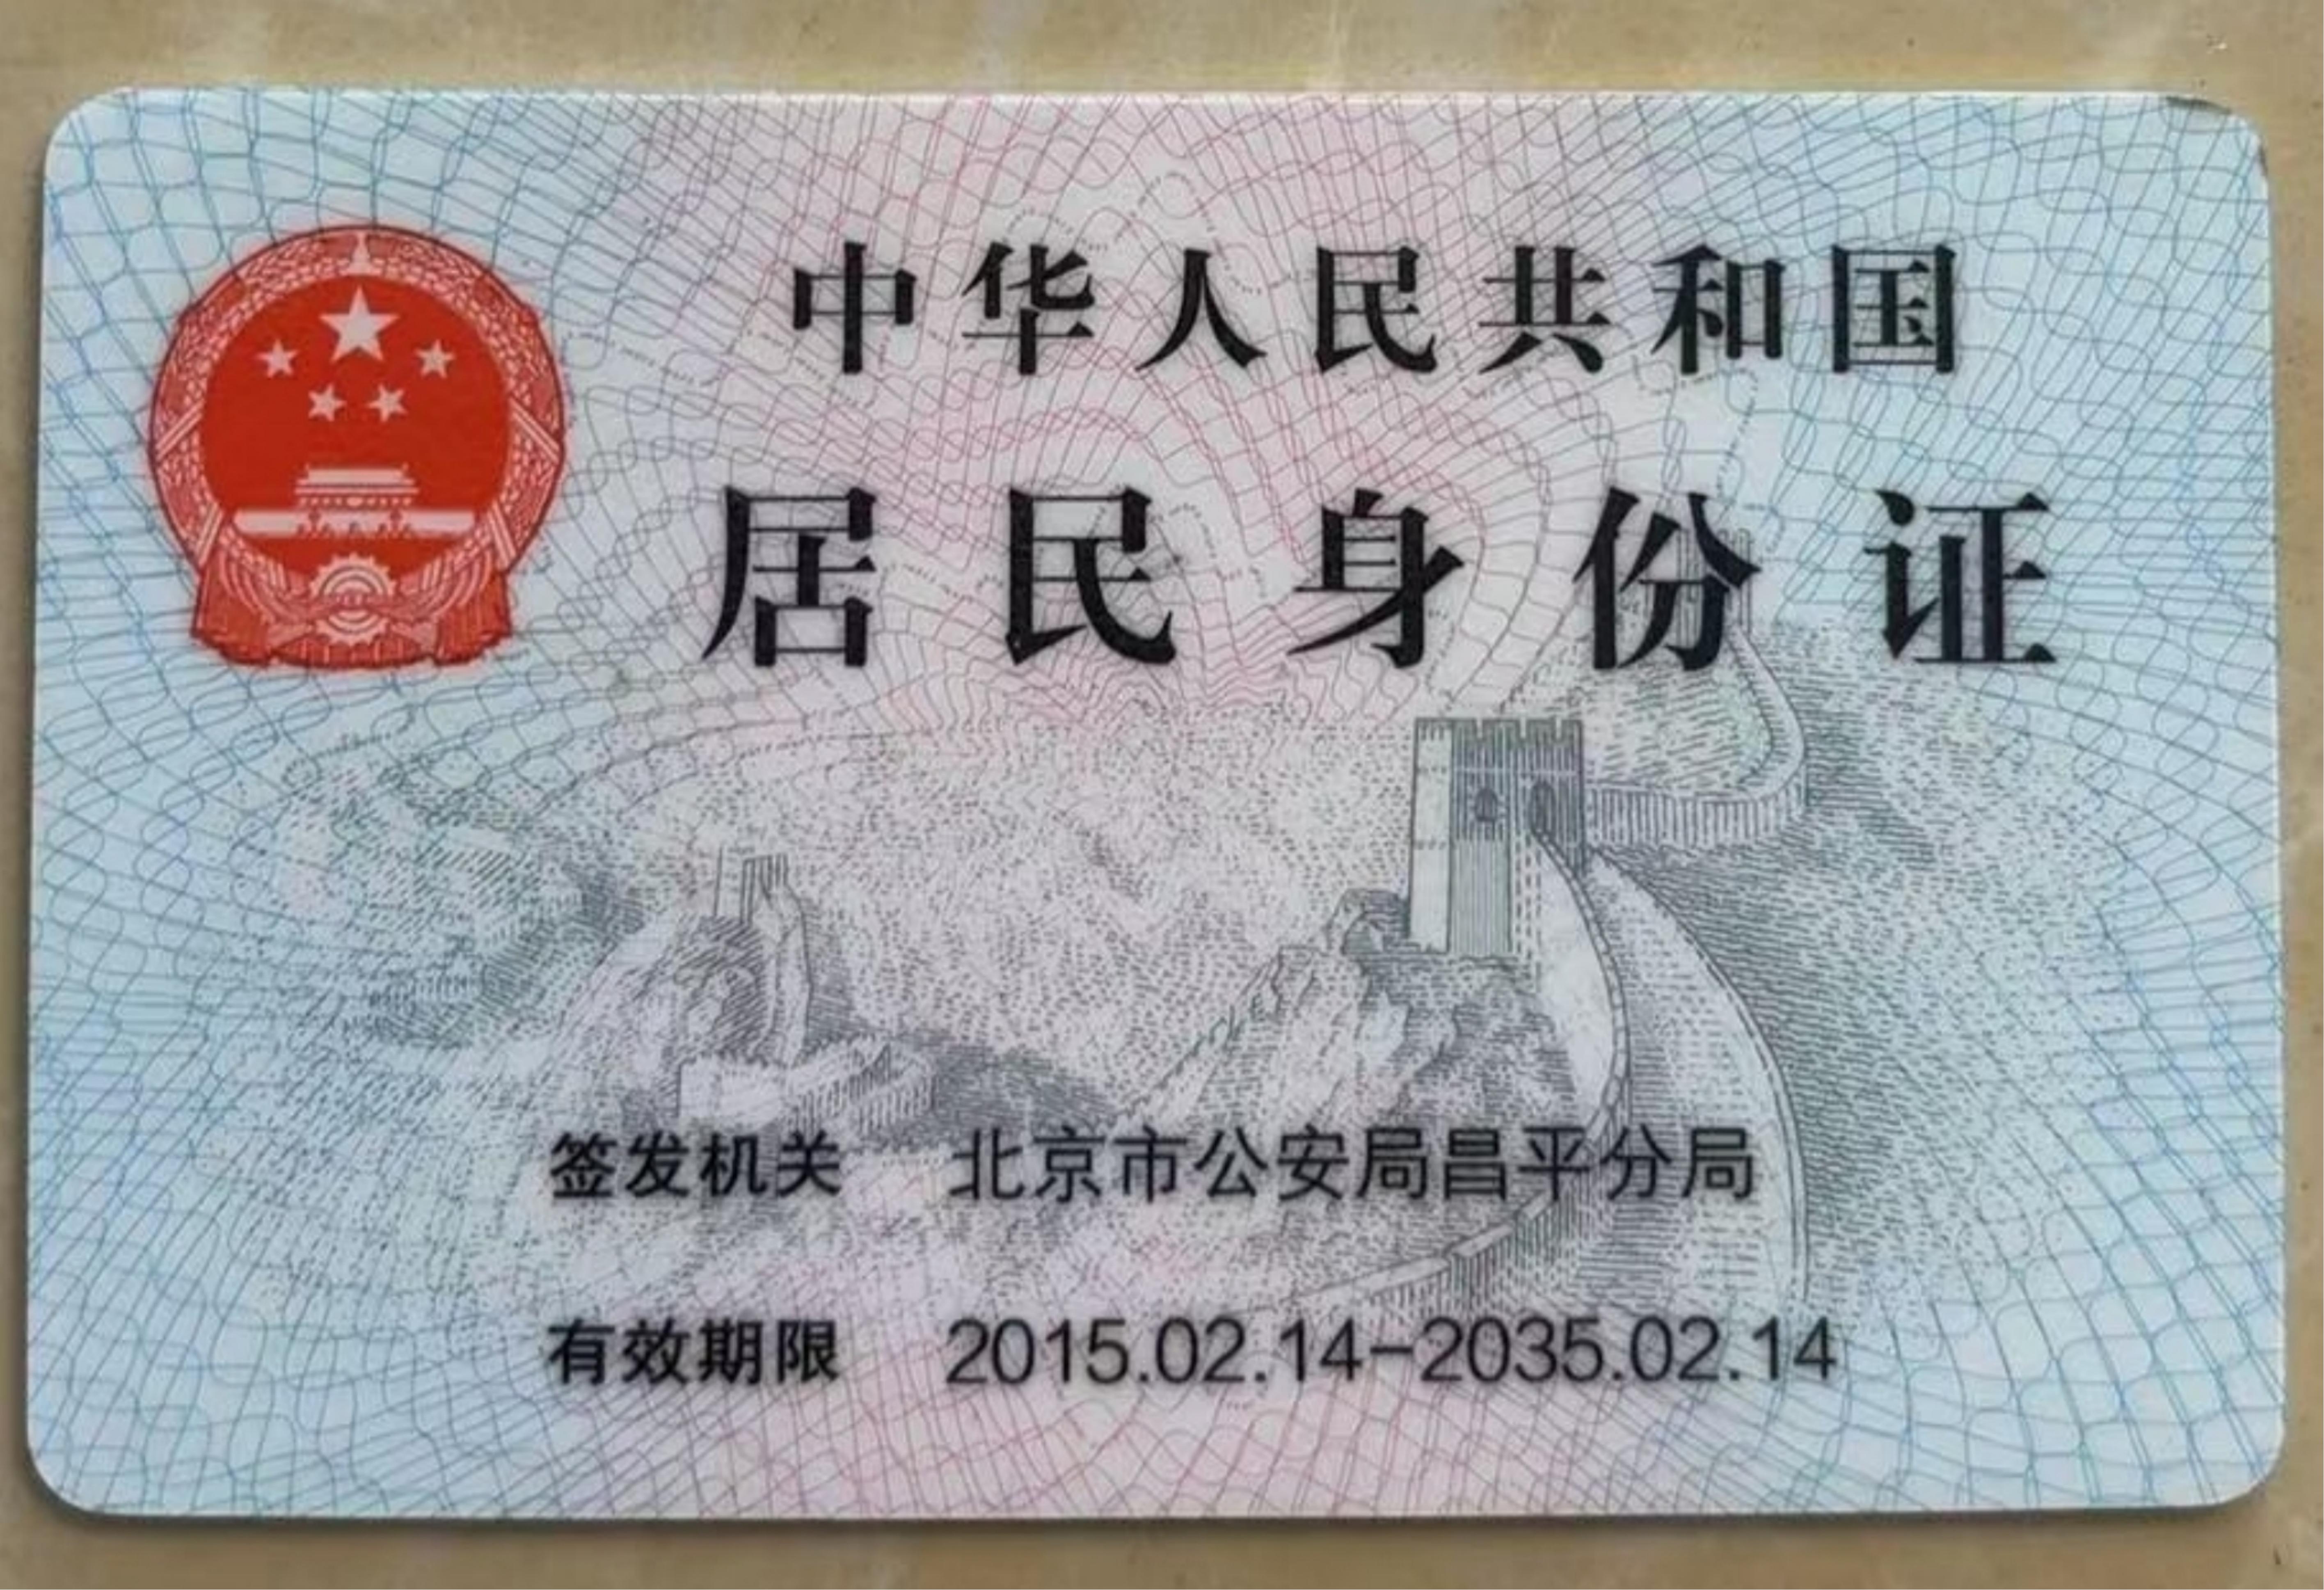 中华人民共和国
居民身份证
签发机关 北京市公安局昌平分局
有效期限 2015.02.14-2035.02.14